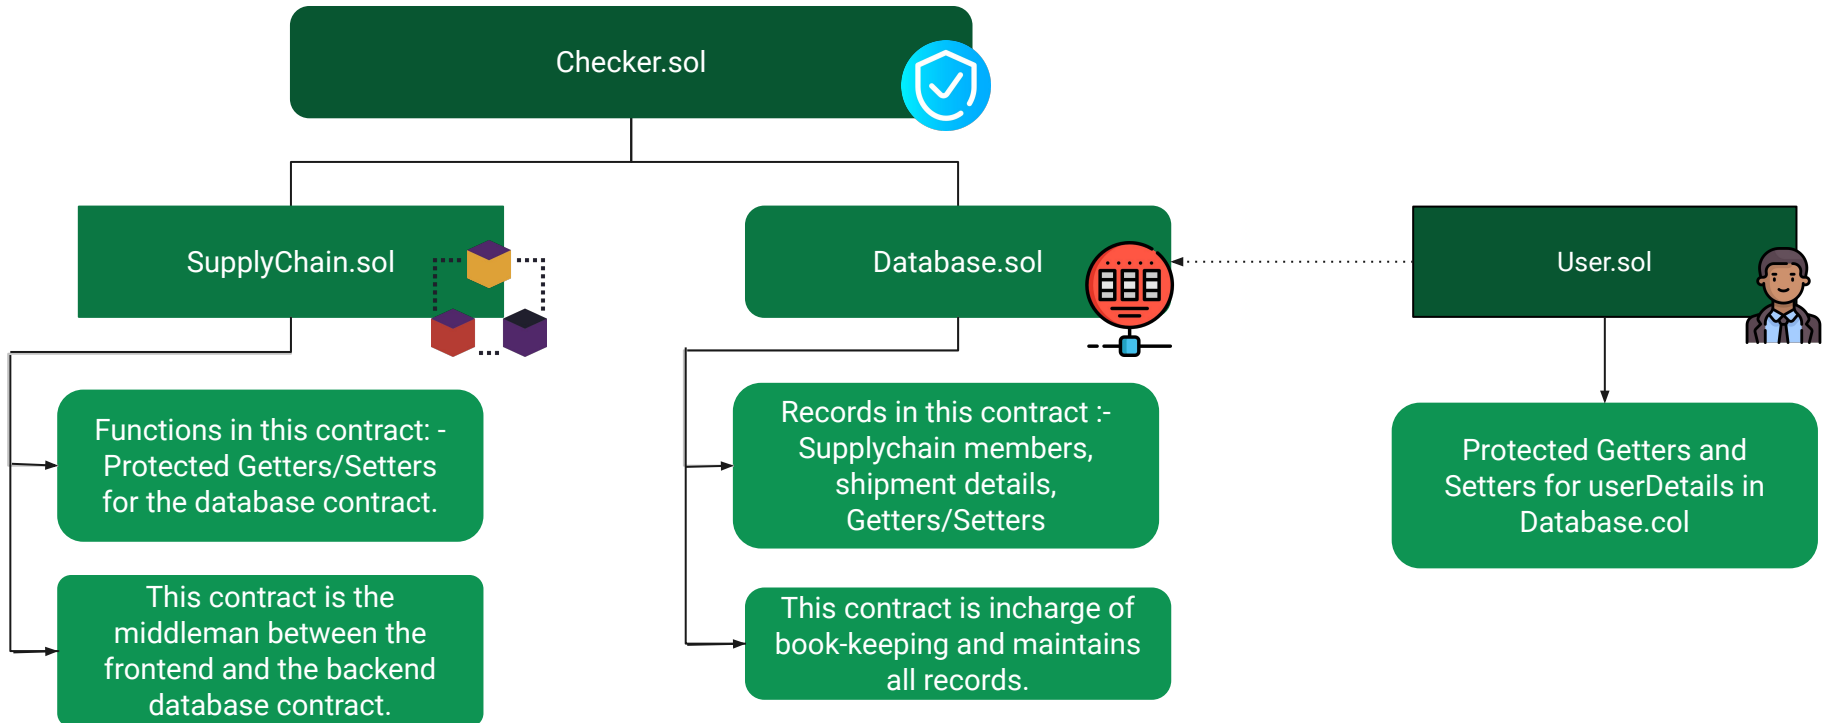 Checker.sol
SupplyChain.sol
Database.sol
User.sol
Functions in this contract: -
Protected Getters/Setters
for the database contract.
This contract is the
middleman between the
frontend and the backend
database contract.
Records in this contract :-
Supplychain members,
shipment details,
Getters/Setters
This contract is incharge of
book-keeping and maintains
all records.
Protected Getters and
Setters for userDetails in
Database.col